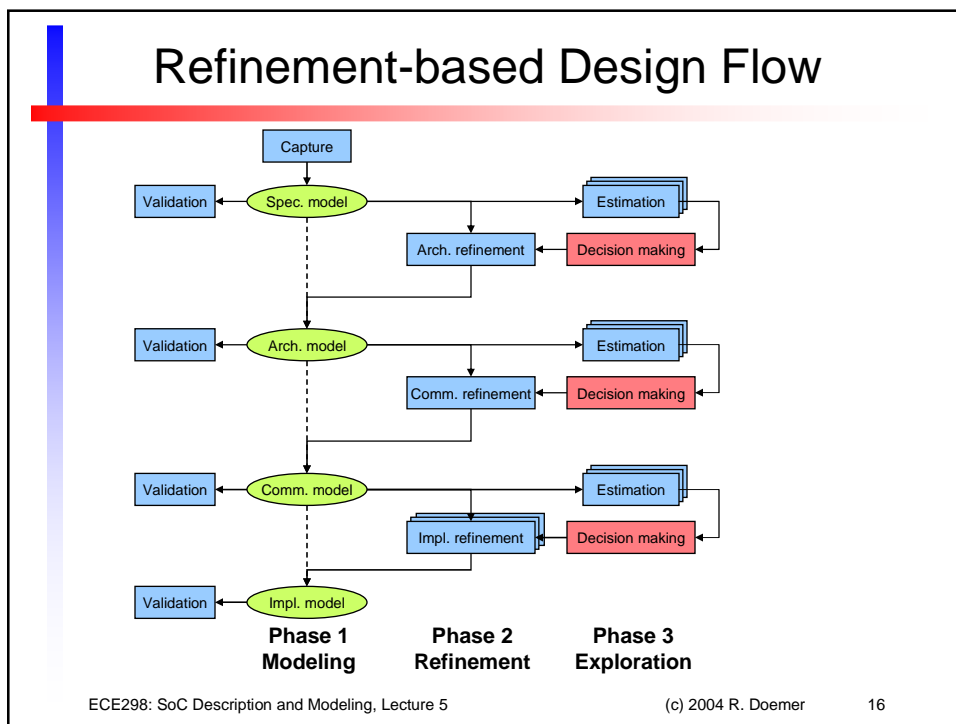 Refinement-based Design Flow
Capture
Validation
Spec. model
Estimation
Arch. refinement
Decision making
Validation
Arch. model
Estimation
Comm. refinement
Decision making
Validation
Comm. model
Estimation
Impl. refinement
Decision making
Validation
Impl. model
Phase 1
Modeling
Phase 2
Refinement
Phase 3
Exploration
ECE298: SoC Description and Modeling, Lecture 5
(c) 2004 R. Doemer
16